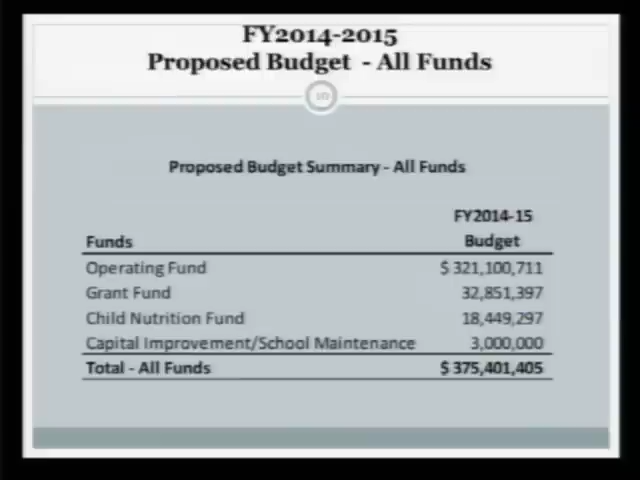 FY2014-2015
Proposed Budget - All Funds
10
Proposed Budget Summary - All Funds
FY2014-15
Funds Budget
Operating Fund $ 321,100,711
Grant Fund 32,851,397
Child Nutrition Fund 18,449,297
Capital Improvement/School Maintenance 3,000,000
Total - All Funds $ 375,401,405